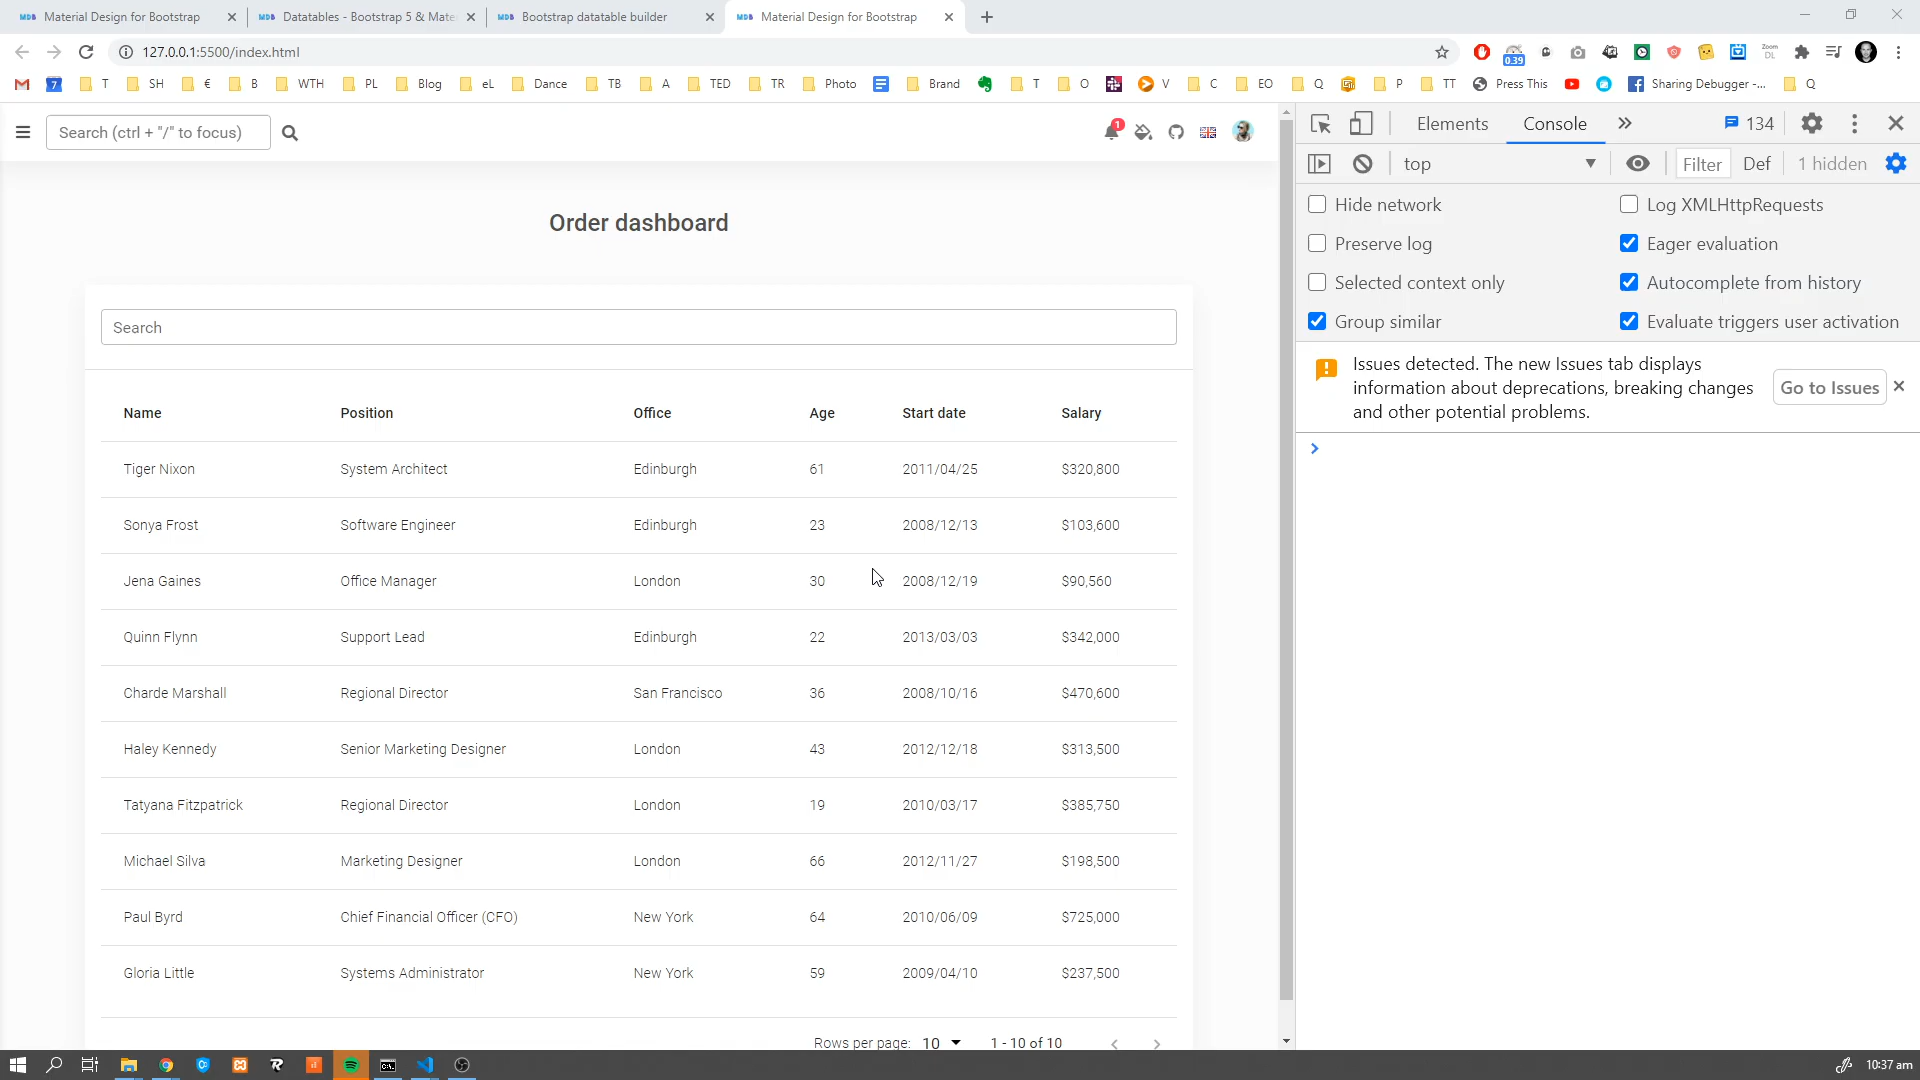 Material Design for Bootstrap
Datatables - Bootstrap 5 & Mate
Bootstrap datatable builder
Material Design for Bootstrap
127.0.0.1:5500/index.html
0.39
Zoom DL
7 T SH € B WTH PL Blog eL Dance TB A TED TR Photo Brand T O V C EO Q P TT Press This Sharing Debugger -... Q
Search (ctrl + "/" to focus)
1
Order dashboard
Search
Name Position Office Age Start date Salary
Tiger Nixon System Architect Edinburgh 61 2011/04/25 $320,800
Sonya Frost Software Engineer Edinburgh 23 2008/12/13 $103,600
Jena Gaines Office Manager London 30 2008/12/19 $90,560
Quinn Flynn Support Lead Edinburgh 22 2013/03/03 $342,000
Charde Marshall Regional Director San Francisco 36 2008/10/16 $470,600
Haley Kennedy Senior Marketing Designer London 43 2012/12/18 $313,500
Tatyana Fitzpatrick Regional Director London 19 2010/03/17 $385,750
Michael Silva Marketing Designer London 66 2012/11/27 $198,500
Paul Byrd Chief Financial Officer (CFO) New York 64 2010/06/09 $725,000
Gloria Little Systems Administrator New York 59 2009/04/10 $237,500
Rows per page: 10 1 - 10 of 10
Elements Console 134
top Filter Def 1 hidden
Hide network Log XMLHttpRequests
Preserve log Eager evaluation
Selected context only Autocomplete from history
Group similar Evaluate triggers user activation
Issues detected. The new Issues tab displays
information about deprecations, breaking changes
and other potential problems.
Go to Issues
10:37 am